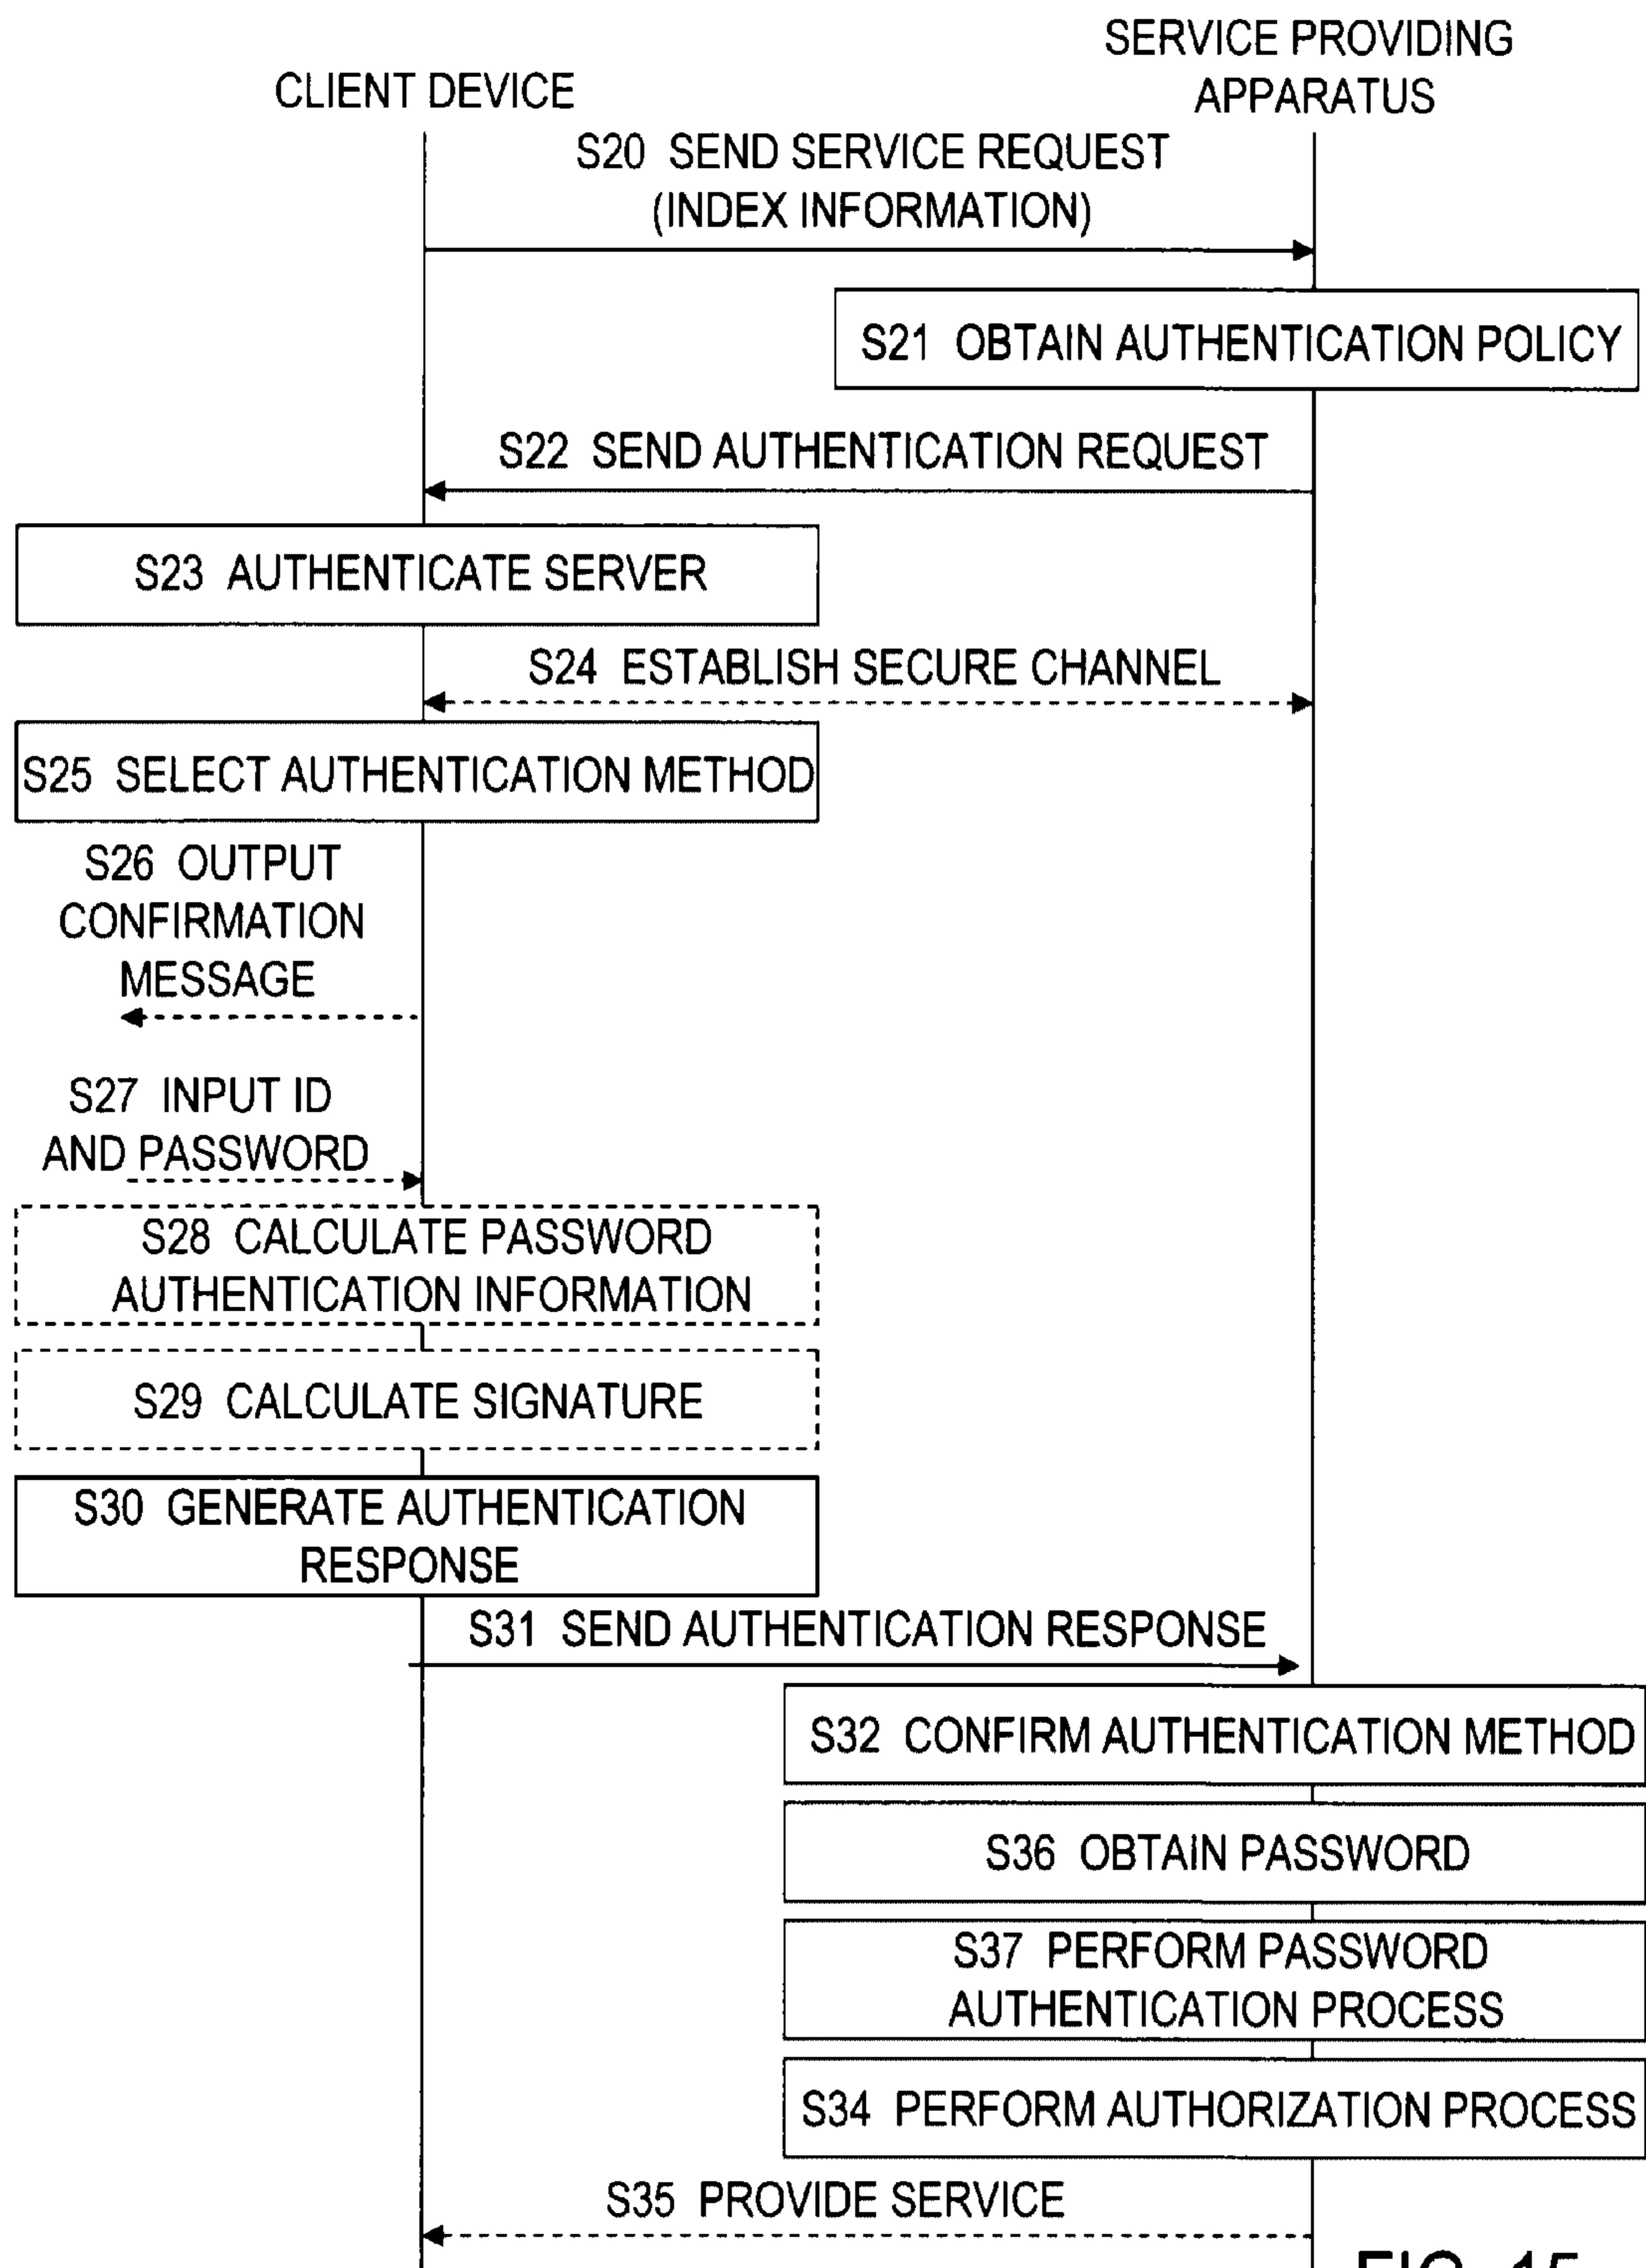 CLIENT DEVICE
SERVICE PROVIDING
APPARATUS
S20 SEND SERVICE REQUEST
(INDEX INFORMATION)
S21 OBTAIN AUTHENTICATION POLICY
S22 SEND AUTHENTICATION REQUEST
S23 AUTHENTICATE SERVER
S24 ESTABLISH SECURE CHANNEL
S25 SELECT AUTHENTICATION METHOD
S26 OUTPUT
CONFIRMATION
MESSAGE
S27 INPUT ID
AND PASSWORD
S28 CALCULATE PASSWORD
AUTHENTICATION INFORMATION
S29 CALCULATE SIGNATURE
S30 GENERATE AUTHENTICATION
RESPONSE
S31 SEND AUTHENTICATION RESPONSE
S32 CONFIRM AUTHENTICATION METHOD
S36 OBTAIN PASSWORD
S37 PERFORM PASSWORD
AUTHENTICATION PROCESS
S34 PERFORM AUTHORIZATION PROCESS
S35 PROVIDE SERVICE
FIG. 15